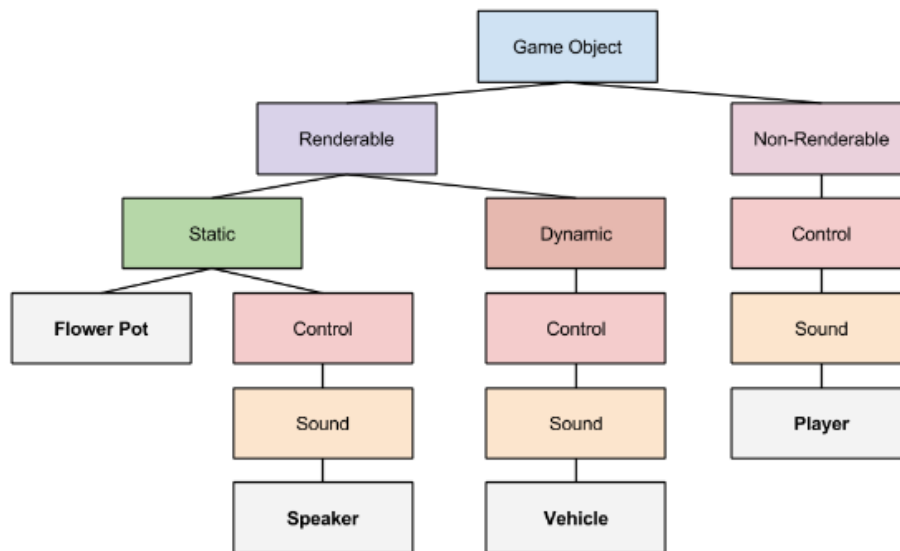 Game Object
Renderable
Non-Renderable
Static
Dynamic
Control
Flower Pot
Control
Control
Sound
Sound
Sound
Player
Speaker
Vehicle